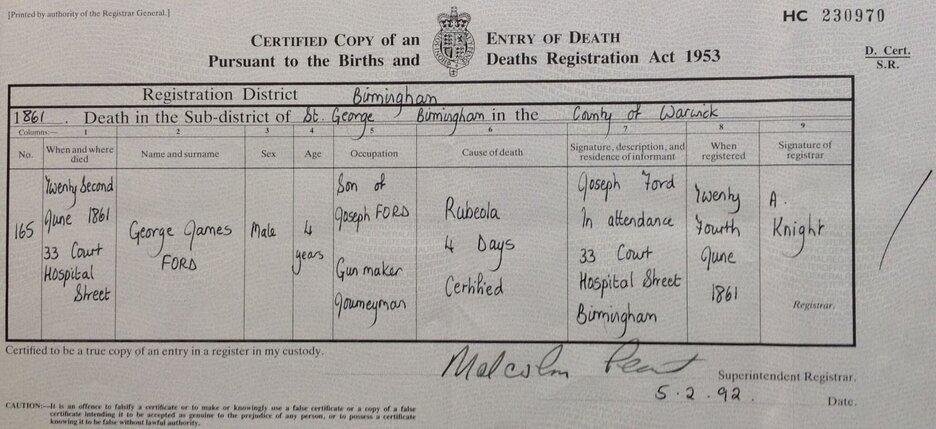 [Printed by authority of the Registrar General.]
HC 230970
CERTIFIED COPY of an ENTRY OF DEATH
Pursuant to the Births and Deaths Registration Act 1953
D. Cert.
S.R.
Registration District Birmingham
1861. Death in the Sub-district of St. George Birmingham in the County of Warwick
Columns:— 1 2 3 4 5 6 7 8 9
No.
When and where died
Name and surname
Sex
Age
Occupation
Cause of death
Signature, description, and residence of informant
When registered
Signature of registrar
165
Twenty Second
June 1861
33 Court
Hospital
Street
George James
FORD
Male
4
years
Son of
Joseph FORD
Gun maker
Journeyman
Rubeola
4 Days
Certified
Joseph Ford
In attendance
33 Court
Hospital Street
Birmingham
Twenty
Fourth
June
1861
A.
Knight
Registrar.
Certified to be a true copy of an entry in a register in my custody.
Malcolm
Superintendent Registrar.
5.2.92. Date.
CAUTION:—It is an offence to falsify a certificate or to make or knowingly use a false certificate or a copy of a false
certificate intending it to be accepted as genuine to the prejudice of any person, or to possess a certificate
knowing it to be false without lawful authority.